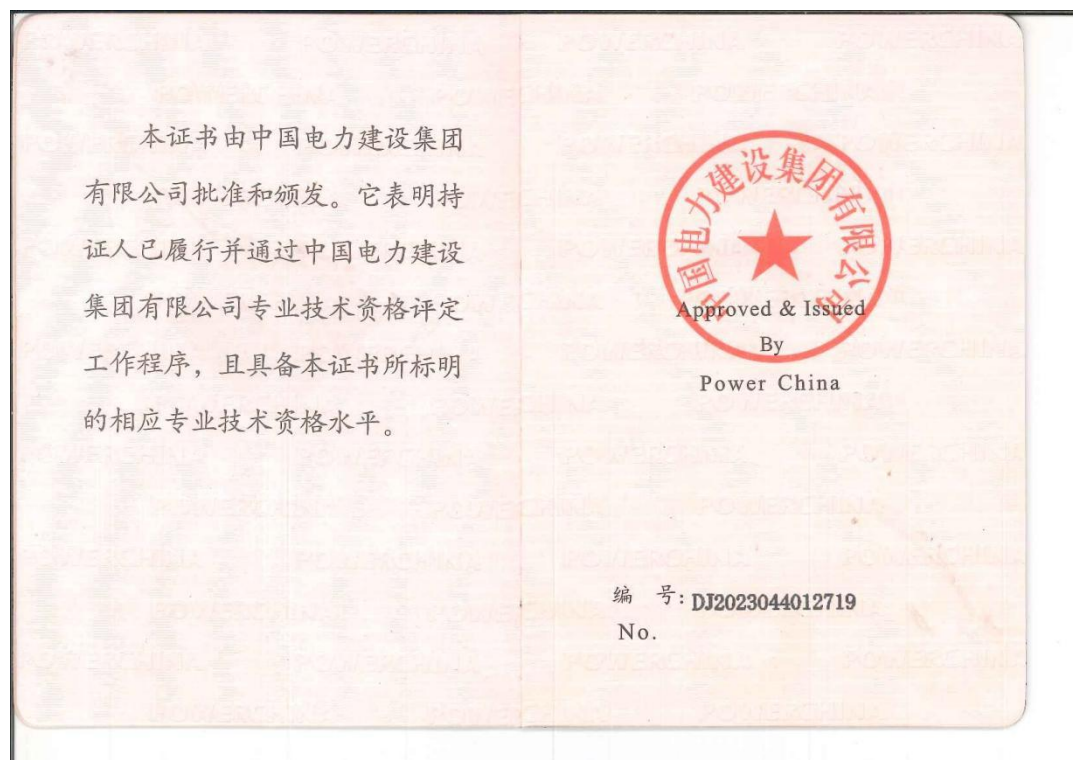 本证书由中国电力建设集团
有限公司批准和颁发。它表明持
证人已履行并通过中国电力建设
集团有限公司专业技术资格评定
工作程序，且具备本证书所标明
的相应专业技术资格水平。
中国电力建设集团有限公司
Approved & Issued
By
Power China
编 号: DJ2023044012719
No.